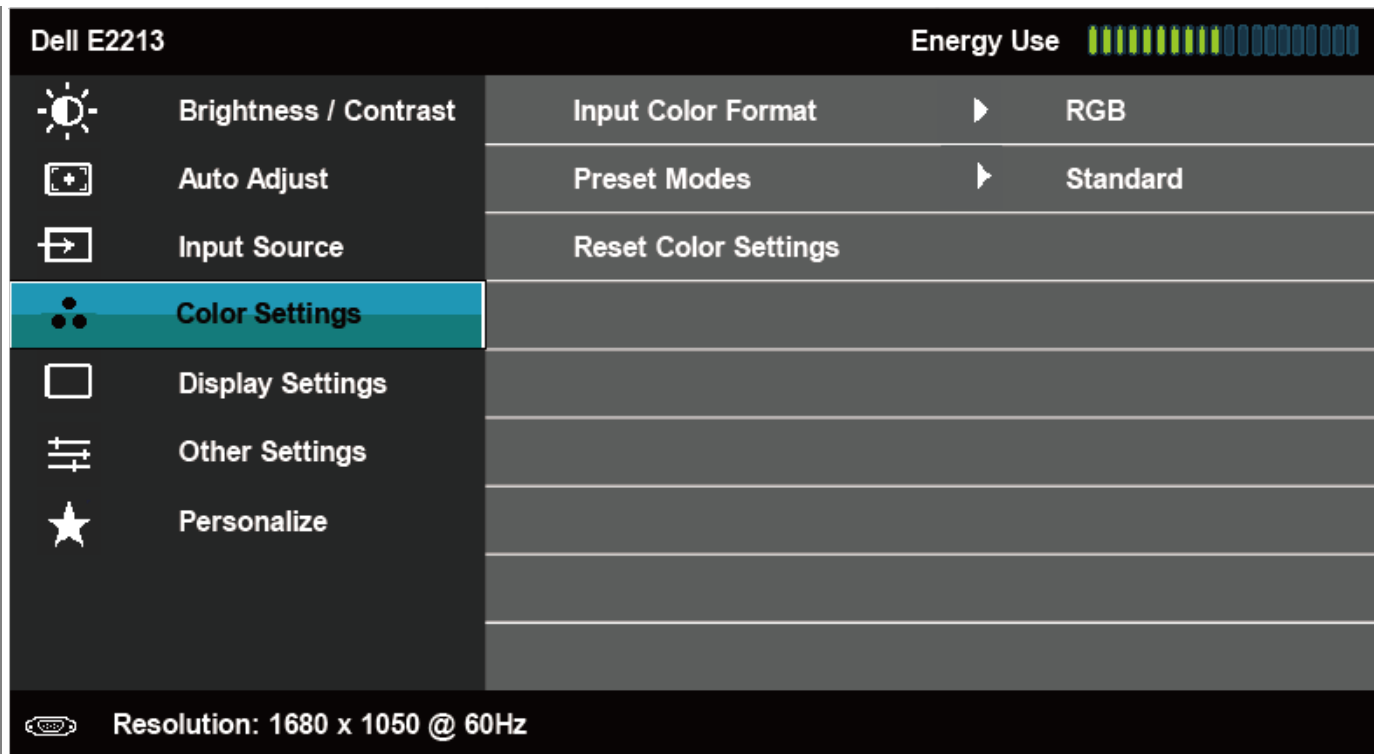 Dell E2213 Energy Use
Brightness / Contrast Input Color Format RGB
Auto Adjust Preset Modes Standard
Input Source Reset Color Settings
Color Settings
Display Settings
Other Settings
Personalize
Resolution: 1680 x 1050 @ 60Hz